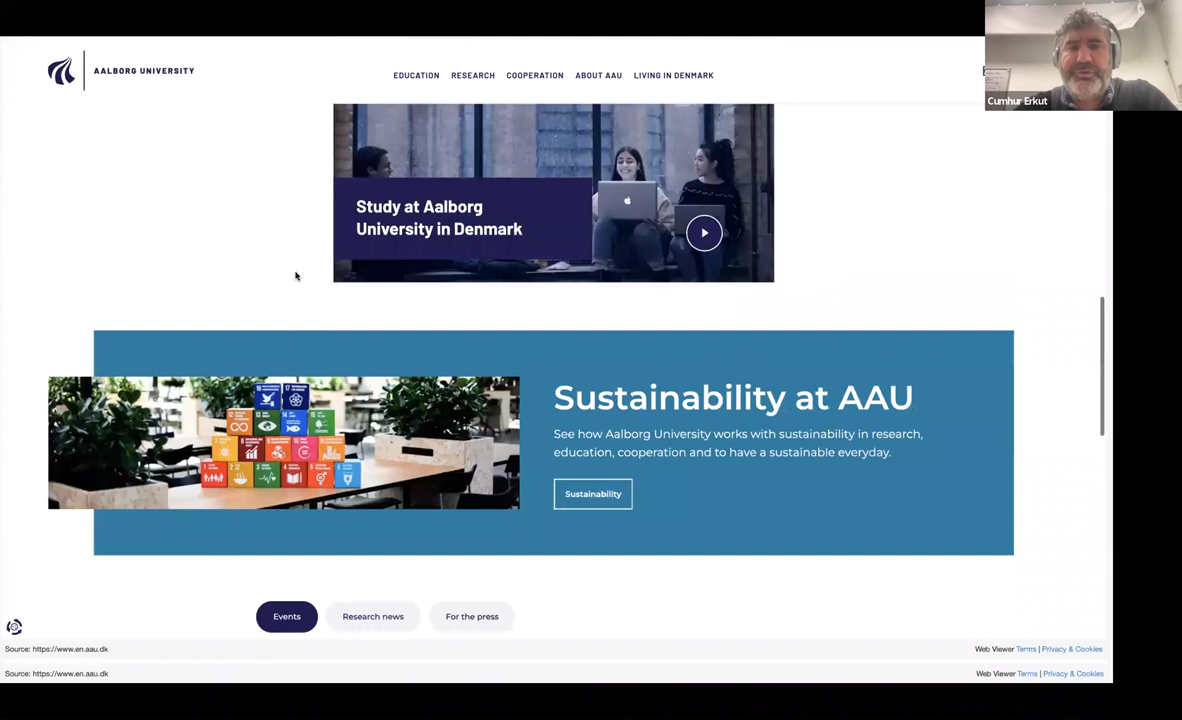 AALBORG UNIVERSITY
EDUCATION RESEARCH COOPERATION ABOUT AAU LIVING IN DENMARK
Cumhur Erkut
Study at Aalborg
University in Denmark
Sustainability at AAU
See how Aalborg University works with sustainability in research,
education, cooperation and to have a sustainable everyday.
Sustainability
Events Research news For the press
Source: https://www.en.aau.dk Web Viewer Terms | Privacy & Cookies
Source: https://www.en.aau.dk Web Viewer Terms | Privacy & Cookies